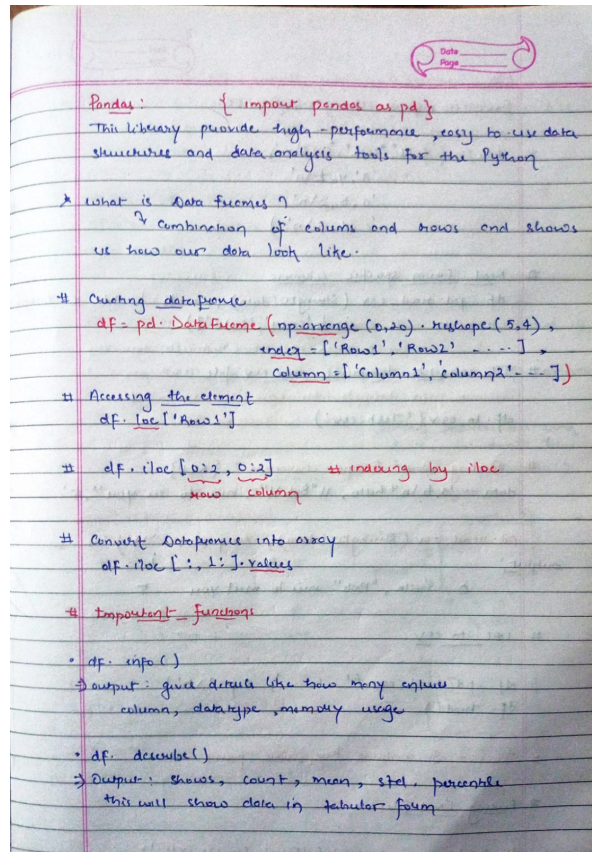 Date
Page
Pandas : { import pandas as pd }
This library provide high-performance, easy to use data
structures and data analysis tools for the Python
* What is Data Frames ?
↳ Combination of colums and rows and shows
us how our data look like.
# Creating dataframe
df = pd. DataFrame (np.arrange (0,20). reshape (5,4),
index = ['Row1', 'Row2' - - - -] ,
Column = ['Column1', 'column2' - - -])
# Accessing the element
df. loc ['Row1']
# df. iloc [0:2, 0:2] # indexing by iloc
row column
# Convert Dataframes into array
df. iloc [:, 1:]. values
# Important functions
• df. info ( )
⇒ output : gives details like how many entries
column, datatype, memory usage
• df. describe( )
⇒ Output : shows, count, mean, std. percentile
this will show data in tabular form